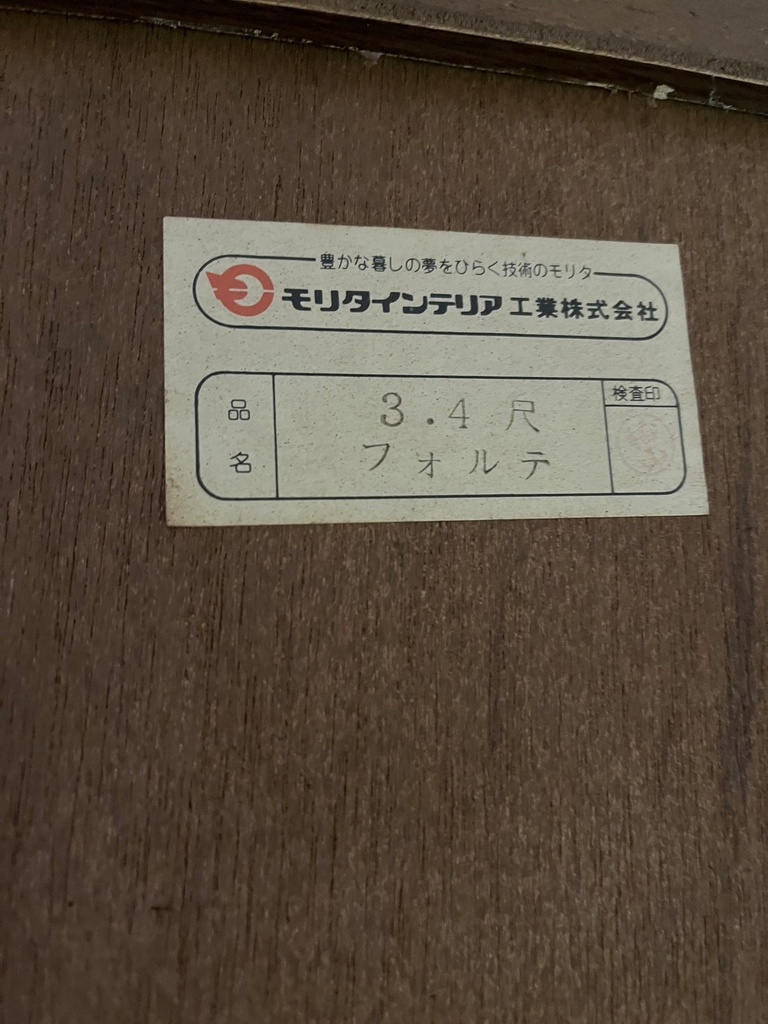 豊かな暮しの夢をひらく技術のモリタ
モリタインテリア工業株式会社
品名
3.4尺
フォルテ
検査印